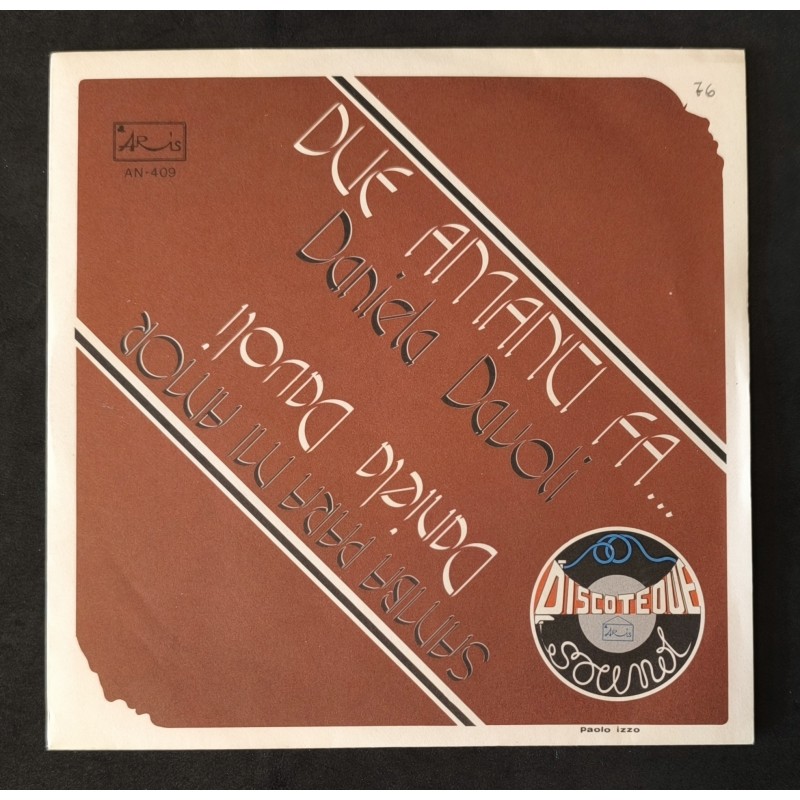 76
ARis
AN-409
DUE AMANTI FA...
Daniela Davoli
Daniela Davoli
SAMBA PARA MI AMOR
DISCOTEQUE
ARis
sound
Paolo izzo